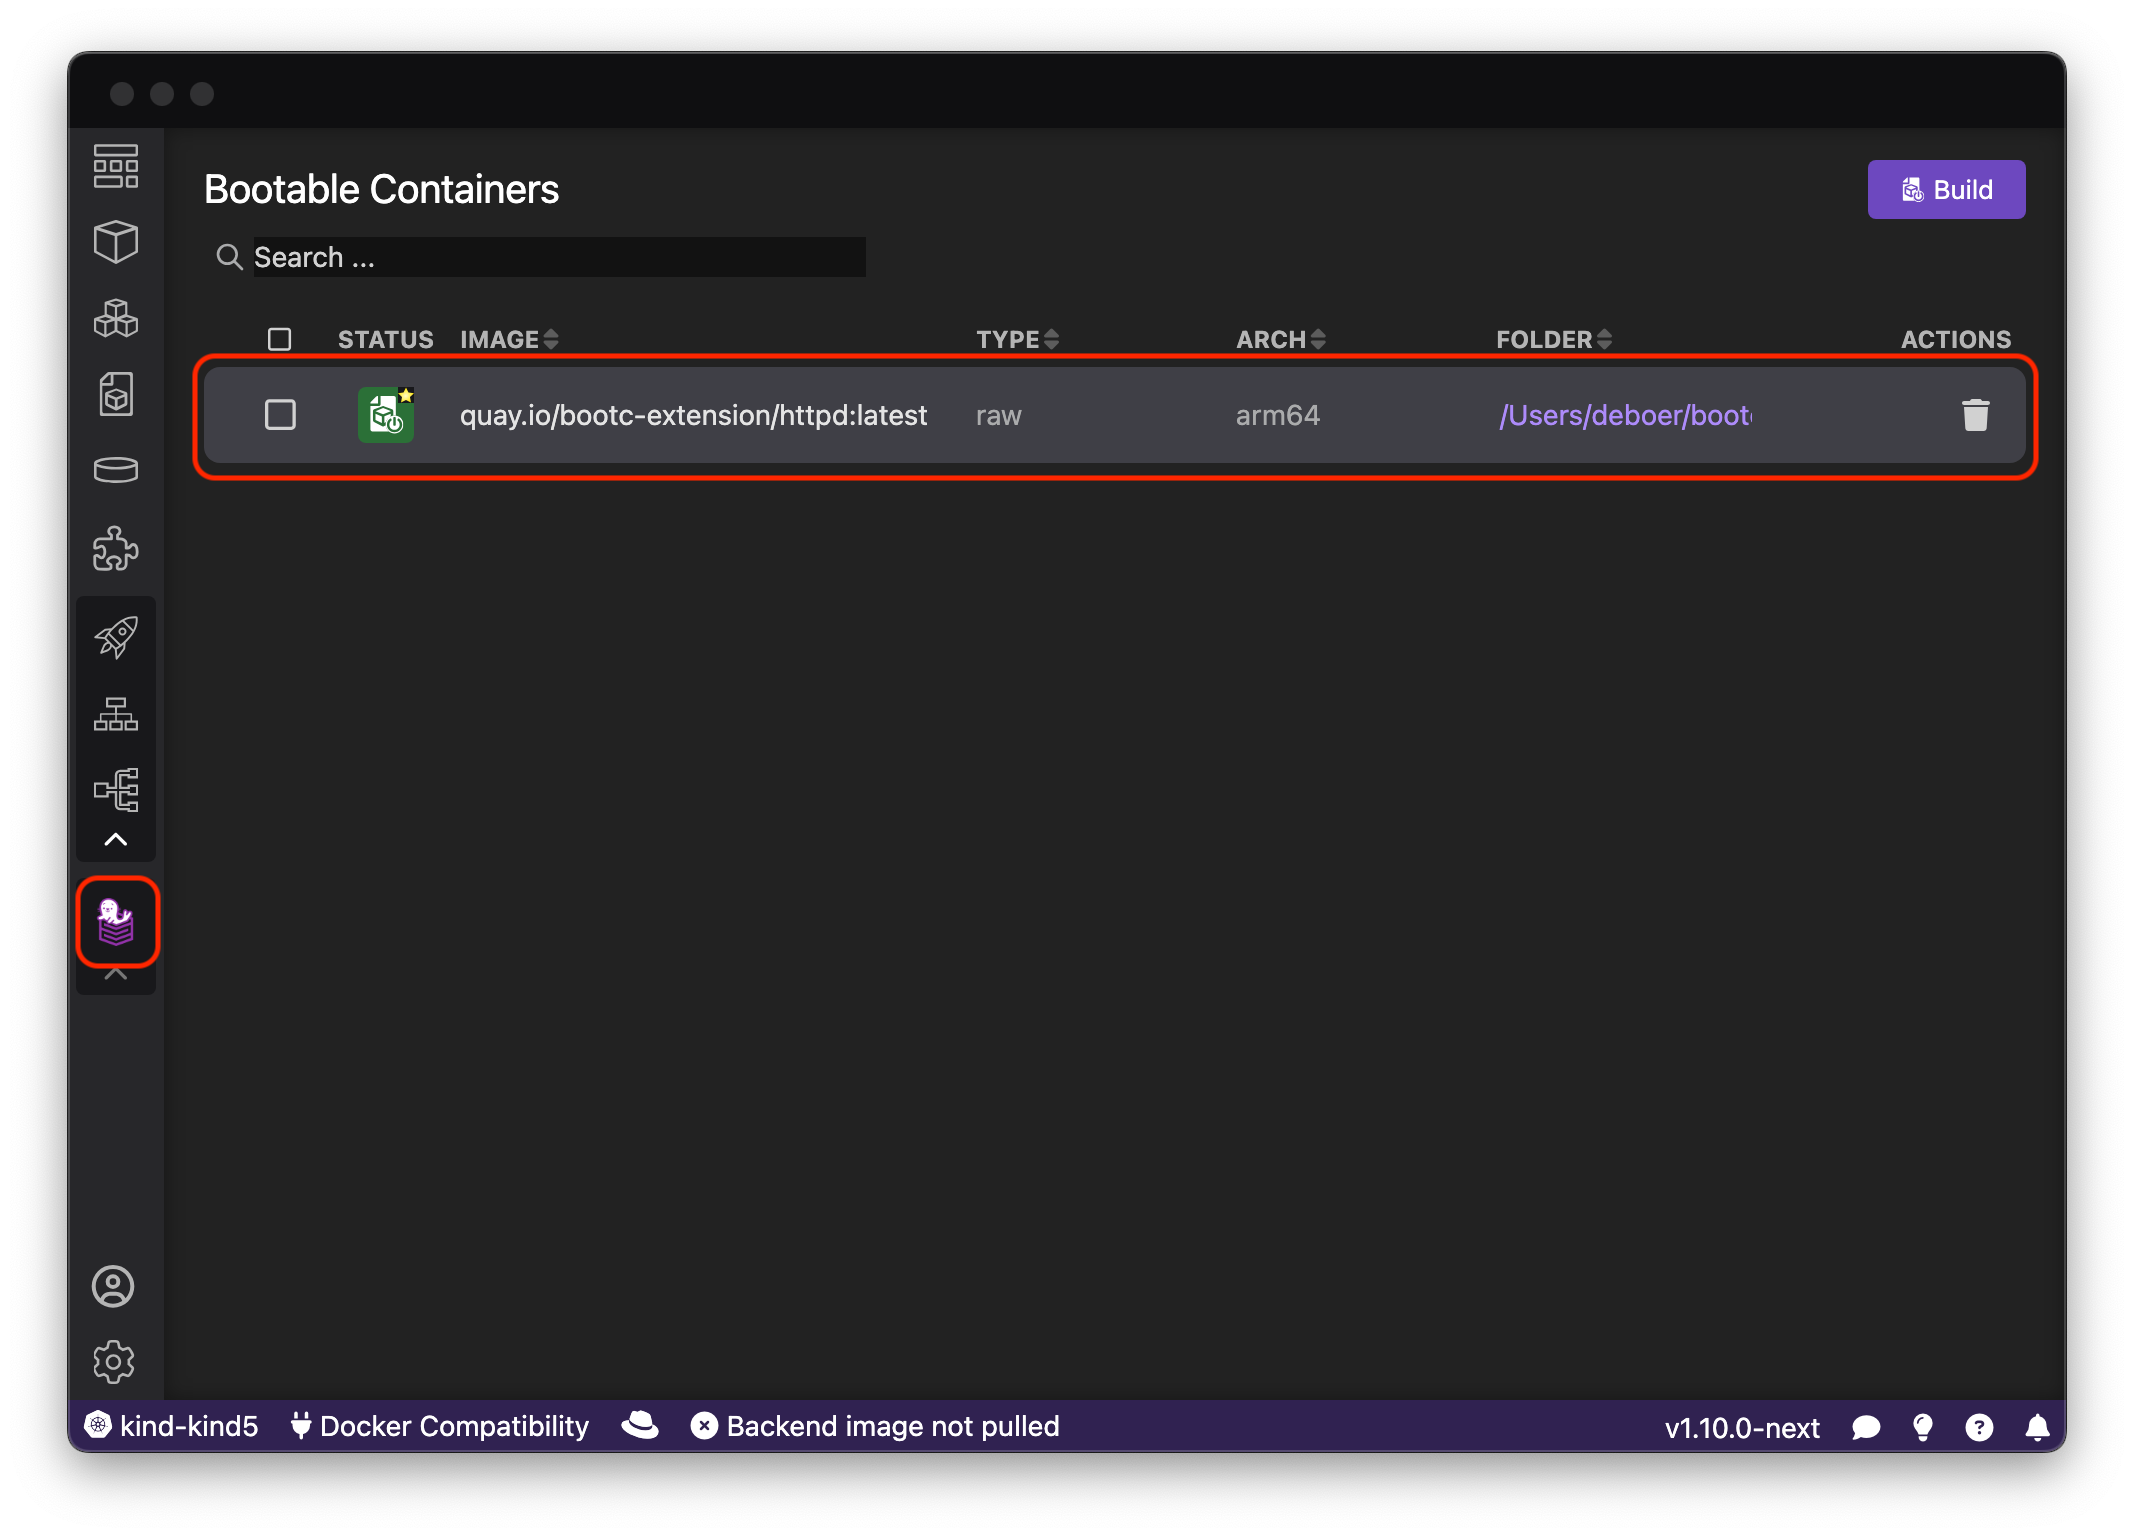 Bootable Containers
Build
Search ...
STATUS IMAGE TYPE ARCH FOLDER ACTIONS
quay.io/bootc-extension/httpd:latest raw arm64 /Users/deboer/boot
kind-kind5 Docker Compatibility Backend image not pulled v1.10.0-next